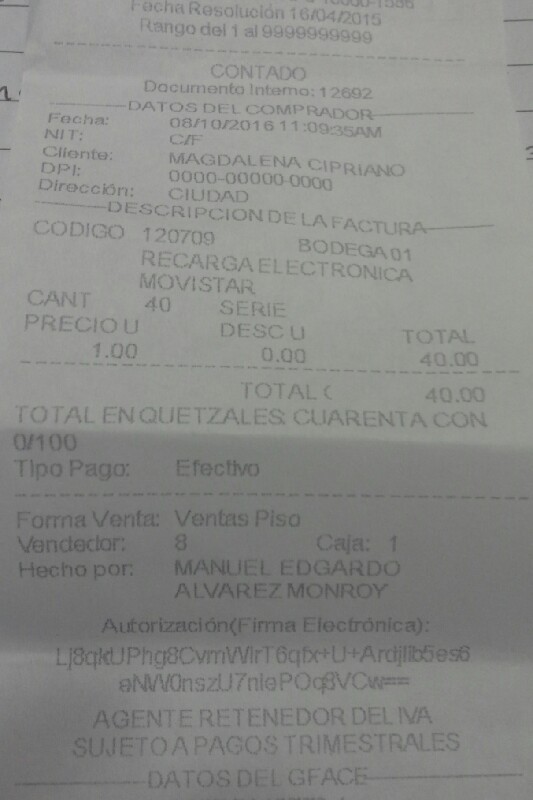 Fecha Resolución 16/04/2015
Rango del 1 al 9999999999
CONTADO
Documento Interno: 12692
DATOS DEL COMPRADOR
Fecha: 08/10/2016 11:09:35AM
NIT: C/F
Cliente: MAGDALENA CIPRIANO
DPI: 0000-00000-0000
Dirección: CIUDAD
DESCRIPCION DE LA FACTURA
CODIGO 120709 BODEGA 01
RECARGA ELECTRONICA
MOVISTAR
CANT 40 SERIE
PRECIO U DESC U TOTAL
1.00 0.00 40.00
TOTAL ( 40.00
TOTAL EN QUETZALES: CUARENTA CON
0/100
Tipo Pago: Efectivo
Forma Venta: Ventas Piso
Vendedor: 8 Caja: 1
Hecho por: MANUEL EDGARDO
ALVAREZ MONROY
Autorización(Firma Electrónica):
AGENTE RETENEDOR DEL IVA
SUJETO A PAGOS TRIMESTRALES
DATOS DEL GFACE